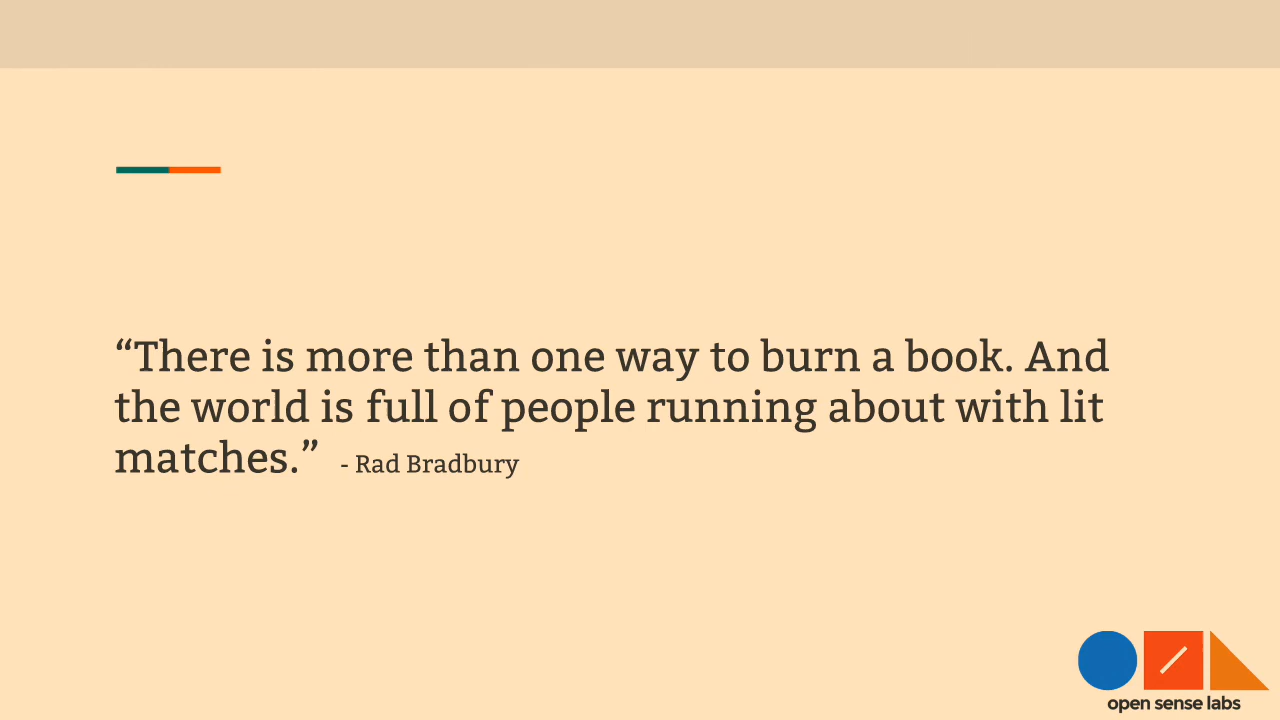 “There is more than one way to burn a book. And
the world is full of people running about with lit
matches.” - Rad Bradbury
open sense labs